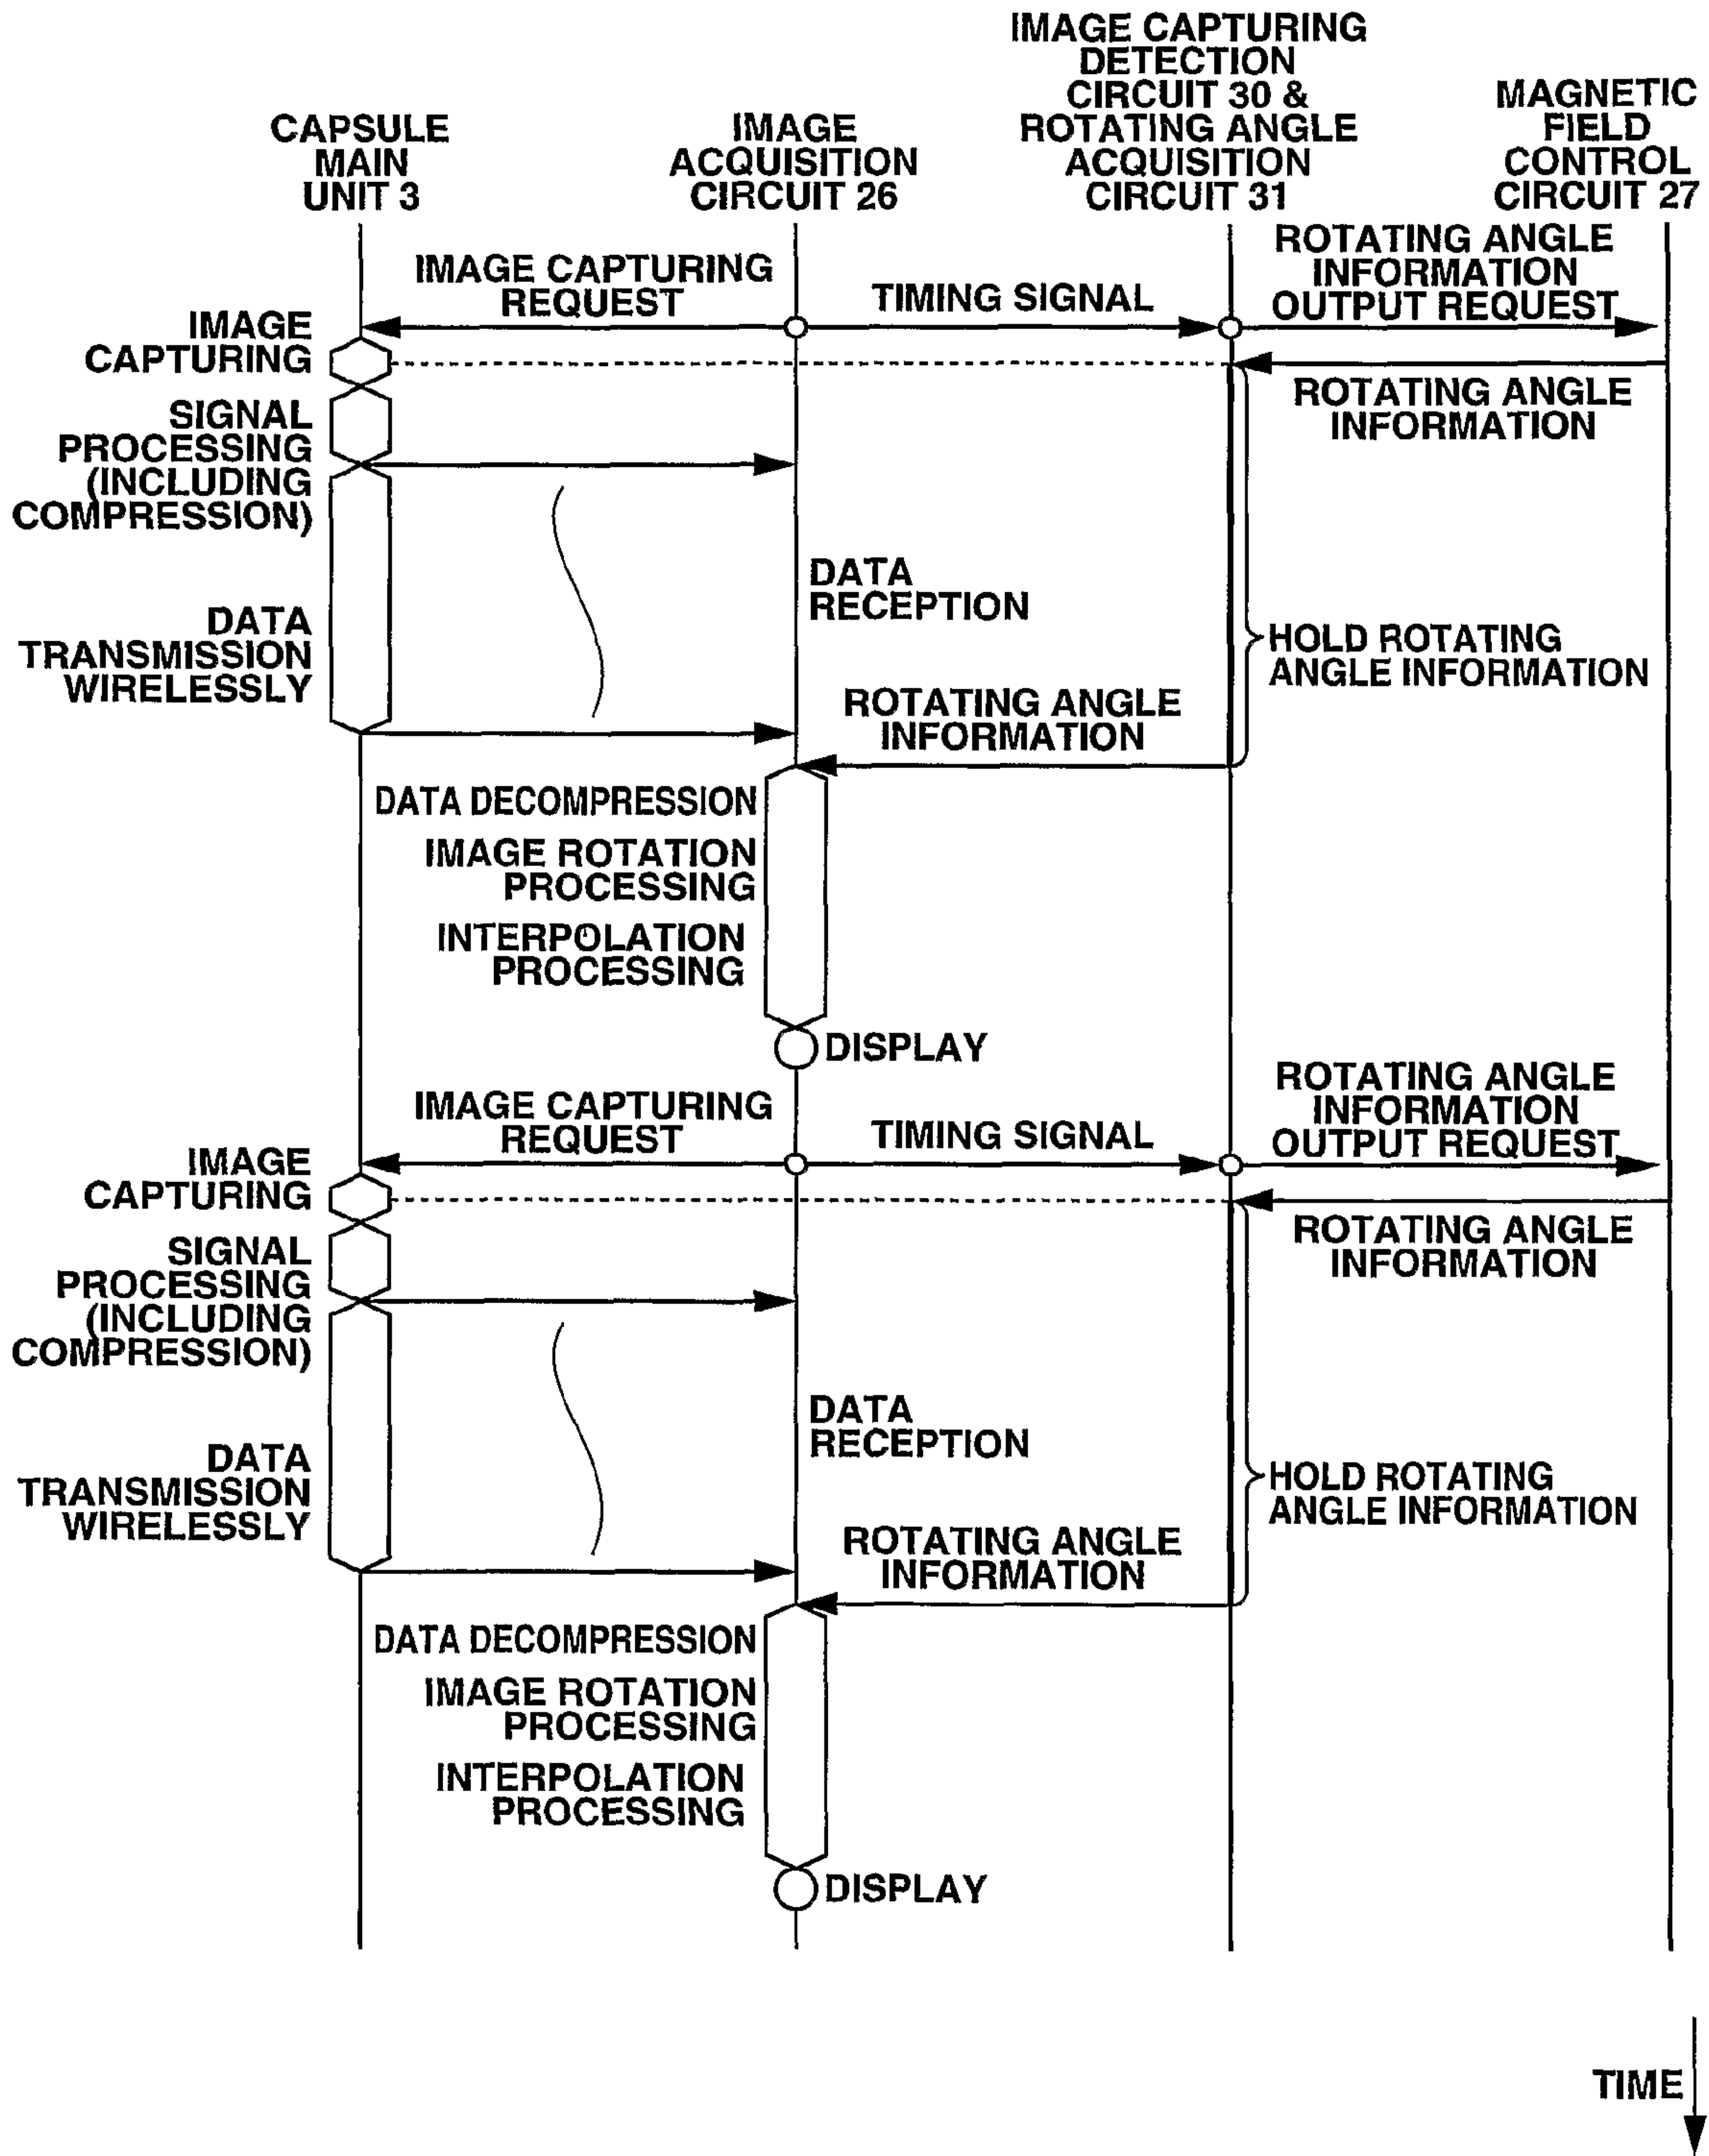 CAPSULE
MAIN
UNIT 3
IMAGE
ACQUISITION
CIRCUIT 26
IMAGE CAPTURING
DETECTION
CIRCUIT 30 &
ROTATING ANGLE
ACQUISITION
CIRCUIT 31
MAGNETIC
FIELD
CONTROL
CIRCUIT 27
IMAGE CAPTURING
REQUEST
TIMING SIGNAL
ROTATING ANGLE
INFORMATION
OUTPUT REQUEST
IMAGE
CAPTURING
ROTATING ANGLE
INFORMATION
SIGNAL
PROCESSING
(INCLUDING
COMPRESSION)
DATA
RECEPTION
DATA
TRANSMISSION
WIRELESSLY
HOLD ROTATING
ANGLE INFORMATION
ROTATING ANGLE
INFORMATION
DATA DECOMPRESSION
IMAGE ROTATION
PROCESSING
INTERPOLATION
PROCESSING
DISPLAY
IMAGE CAPTURING
REQUEST
TIMING SIGNAL
ROTATING ANGLE
INFORMATION
OUTPUT REQUEST
IMAGE
CAPTURING
ROTATING ANGLE
INFORMATION
SIGNAL
PROCESSING
(INCLUDING
COMPRESSION)
DATA
RECEPTION
DATA
TRANSMISSION
WIRELESSLY
HOLD ROTATING
ANGLE INFORMATION
ROTATING ANGLE
INFORMATION
DATA DECOMPRESSION
IMAGE ROTATION
PROCESSING
INTERPOLATION
PROCESSING
DISPLAY
TIME